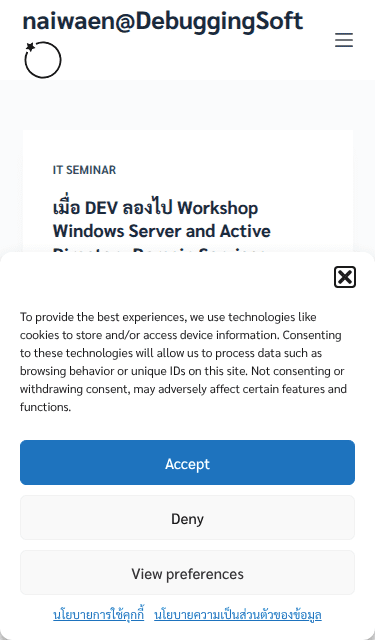 naiwaen@DebuggingSoft
IT SEMINAR
เมื่อ DEV ลองไป Workshop
Windows Server and Active
Directory Domain Services
To provide the best experiences, we use technologies like
cookies to store and/or access device information. Consenting
to these technologies will allow us to process data such as
browsing behavior or unique IDs on this site. Not consenting or
withdrawing consent, may adversely affect certain features and
functions.
Accept
Deny
View preferences
นโยบายการใช้คุกกี้ นโยบายความเป็นส่วนตัวของข้อมูล